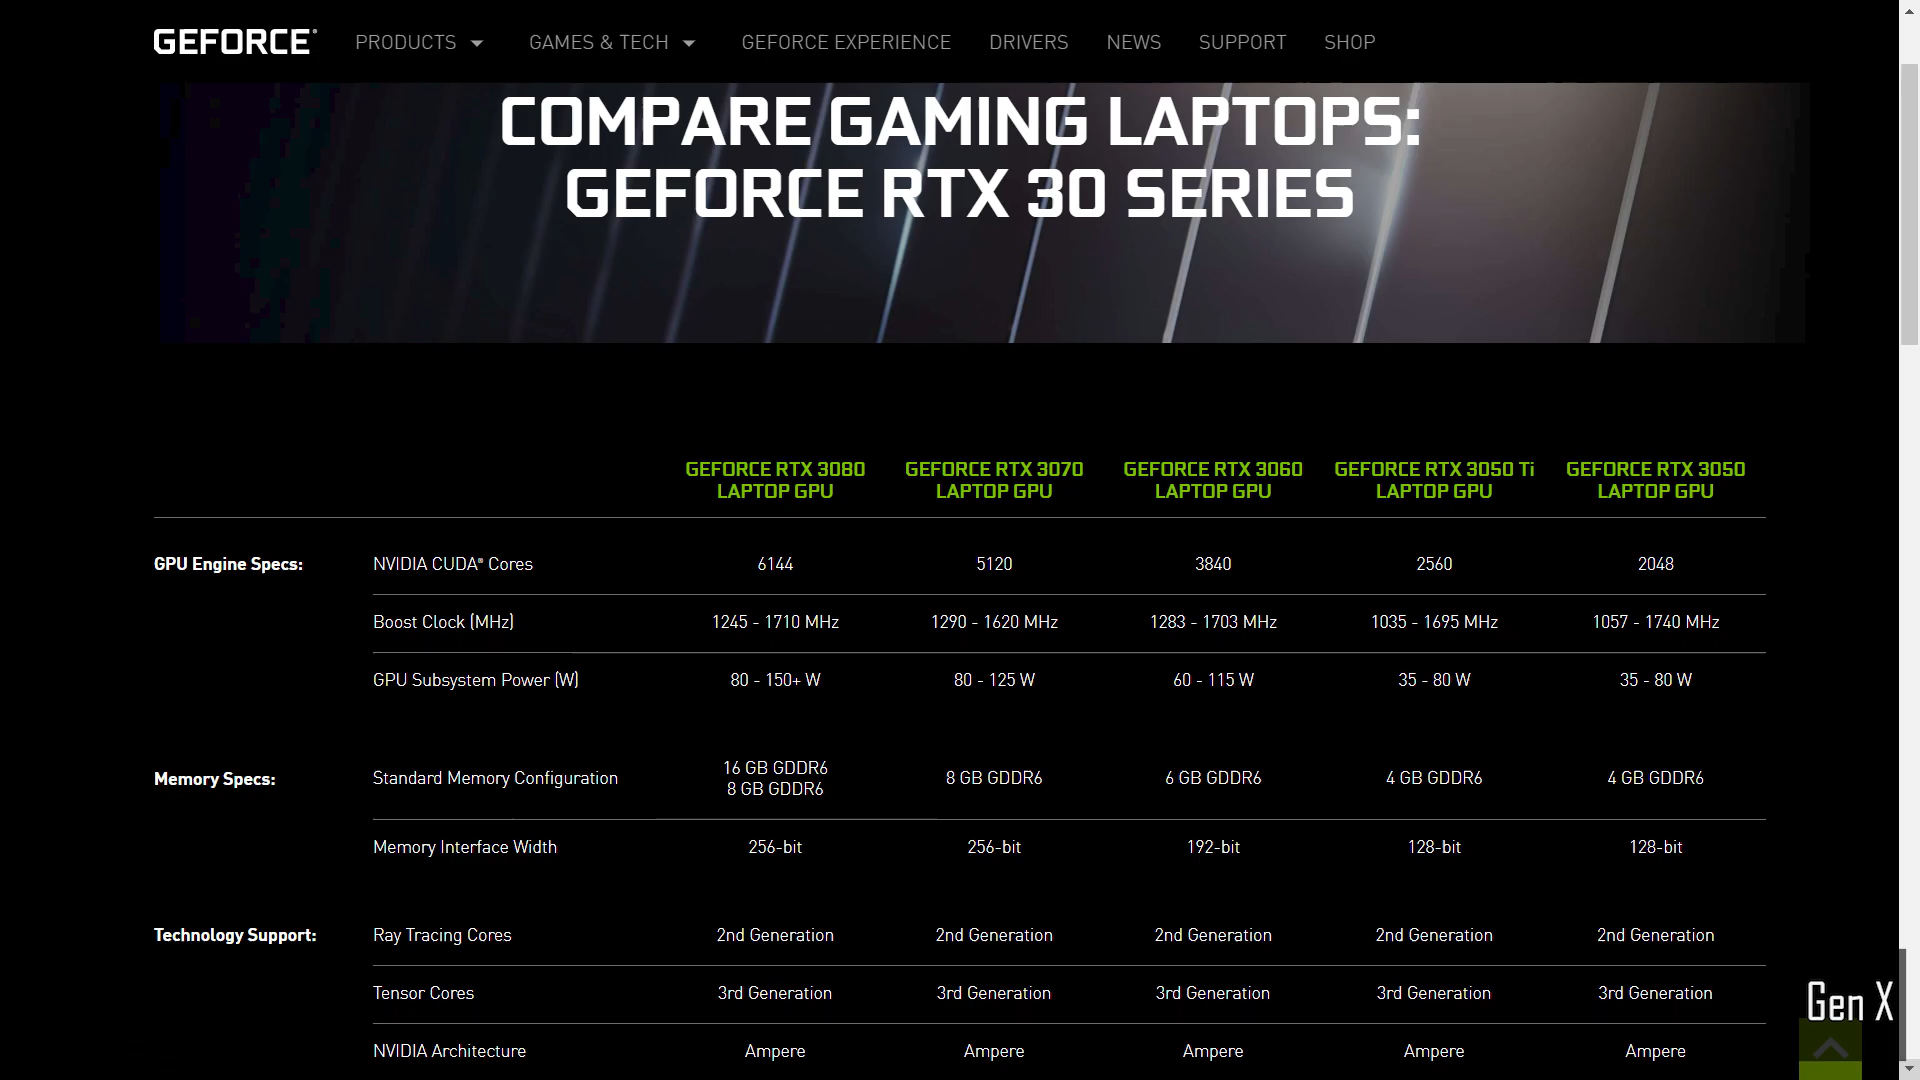 GEFORCE® PRODUCTS GAMES & TECH GEFORCE EXPERIENCE DRIVERS NEWS SUPPORT SHOP
COMPARE GAMING LAPTOPS:
GEFORCE RTX 30 SERIES
GEFORCE RTX 3080 LAPTOP GPU
GEFORCE RTX 3070 LAPTOP GPU
GEFORCE RTX 3060 LAPTOP GPU
GEFORCE RTX 3050 Ti LAPTOP GPU
GEFORCE RTX 3050 LAPTOP GPU
GPU Engine Specs: NVIDIA CUDA® Cores 6144 5120 3840 2560 2048
Boost Clock (MHz) 1245 - 1710 MHz 1290 - 1620 MHz 1283 - 1703 MHz 1035 - 1695 MHz 1057 - 1740 MHz
GPU Subsystem Power (W) 80 - 150+ W 80 - 125 W 60 - 115 W 35 - 80 W 35 - 80 W
Memory Specs: Standard Memory Configuration 16 GB GDDR6 8 GB GDDR6 8 GB GDDR6 6 GB GDDR6 4 GB GDDR6 4 GB GDDR6
Memory Interface Width 256-bit 256-bit 192-bit 128-bit 128-bit
Technology Support: Ray Tracing Cores 2nd Generation 2nd Generation 2nd Generation 2nd Generation 2nd Generation
Tensor Cores 3rd Generation 3rd Generation 3rd Generation 3rd Generation 3rd Generation
Gen X
NVIDIA Architecture Ampere Ampere Ampere Ampere Ampere